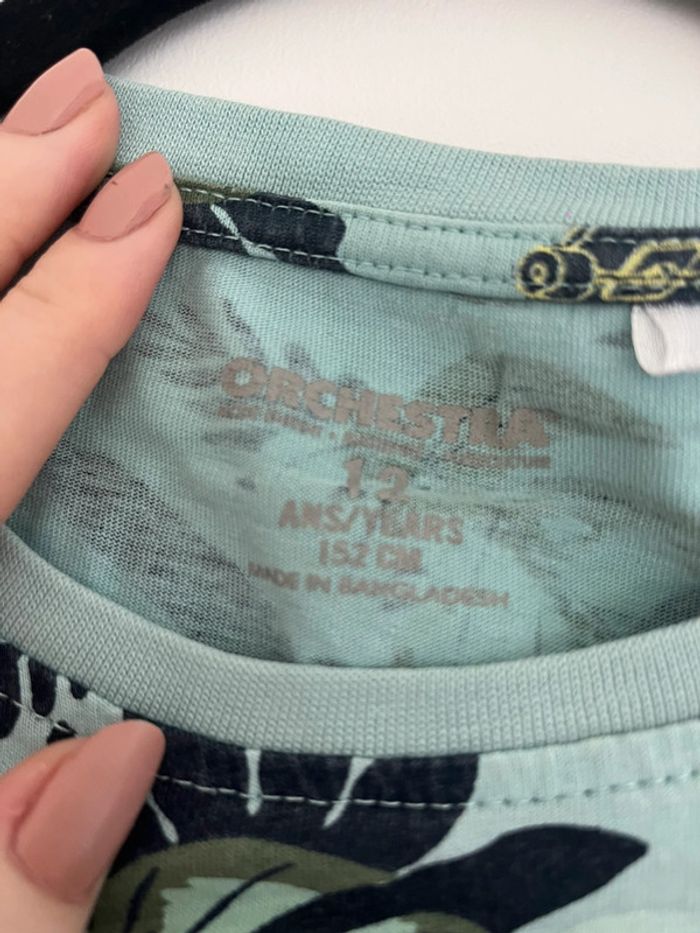 ORCHESTRA
12
ANS/YEARS
152 CM
MADE IN BANGLADESH